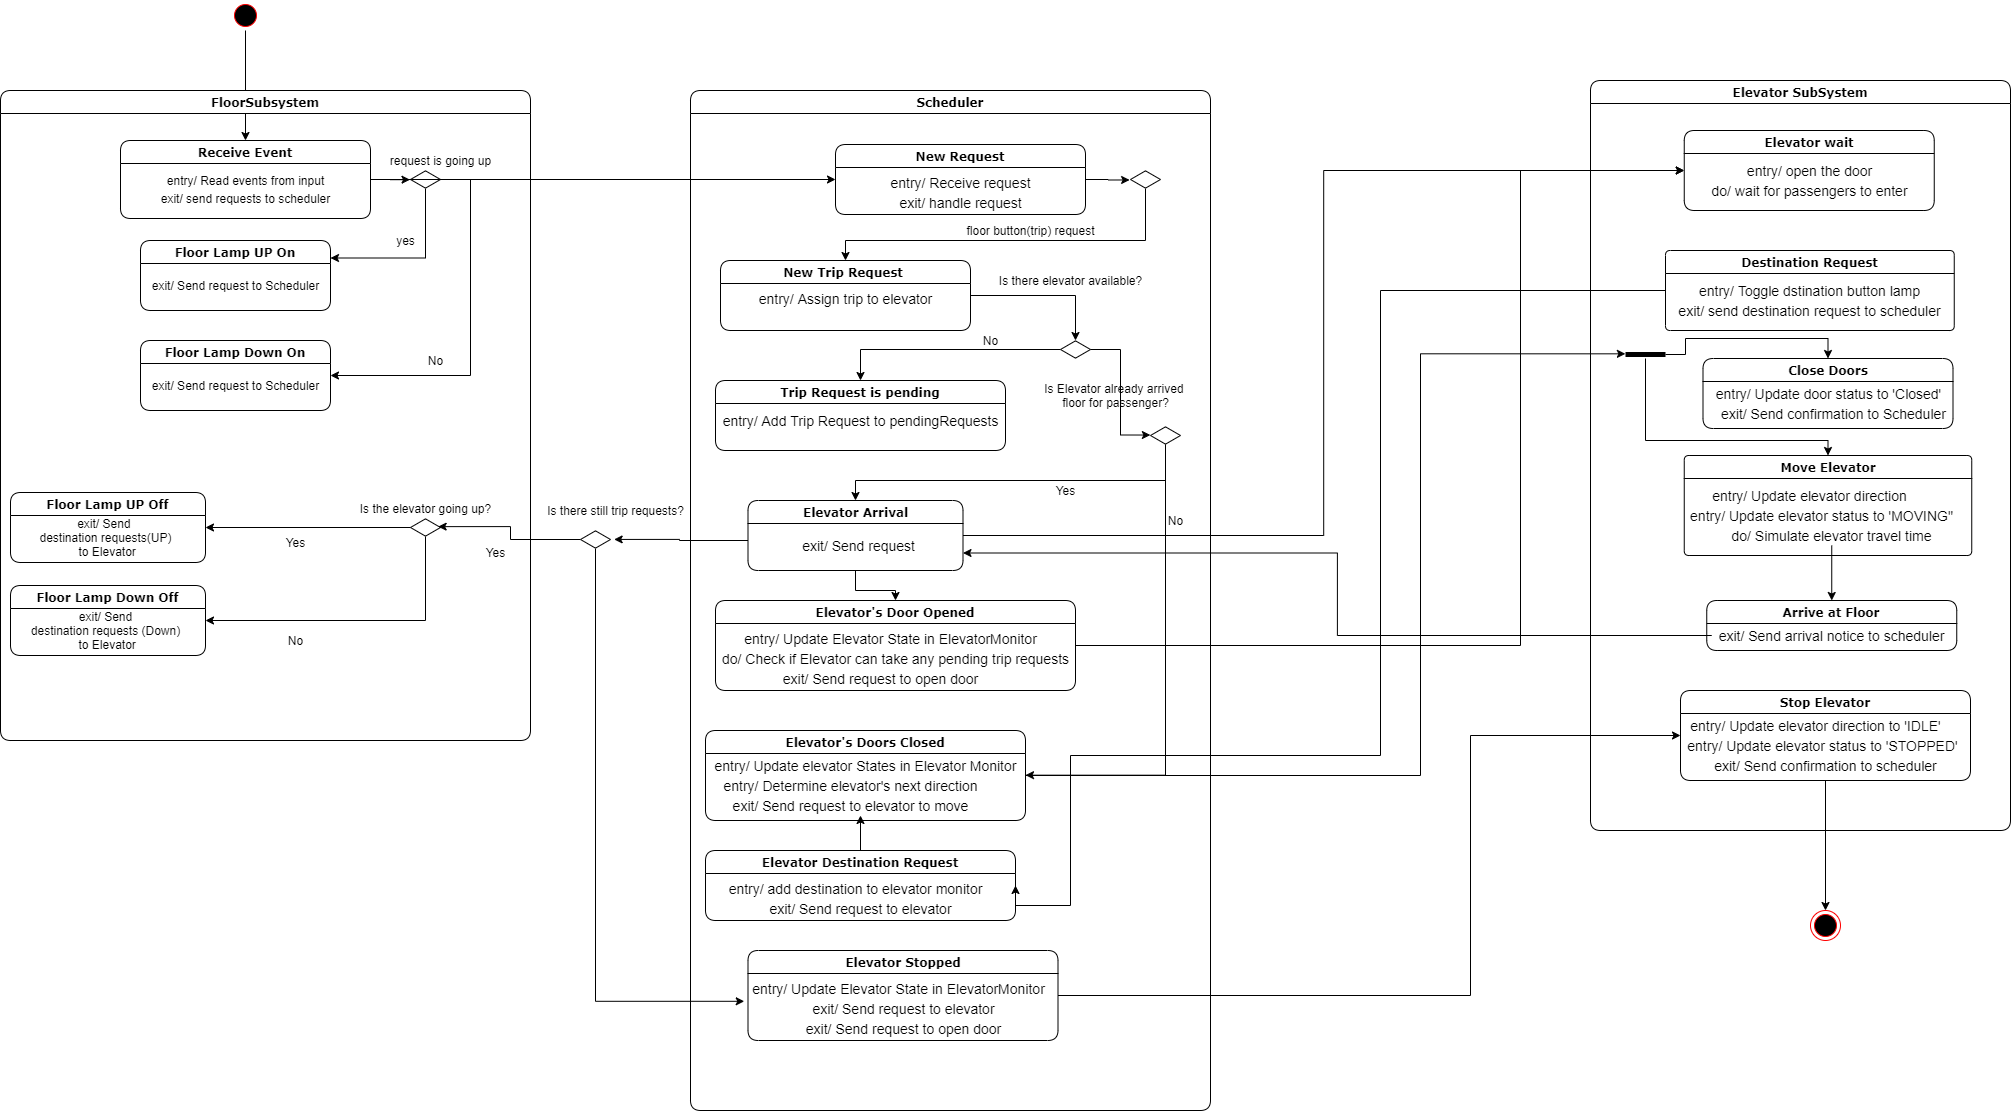 FloorSubsystem
Receive Event
entry/ Read events from input
exit/ send requests to scheduler
request is going up
yes
Floor Lamp UP On
exit/ Send request to Scheduler
No
Floor Lamp Down On
exit/ Send request to Scheduler
Floor Lamp UP Off
exit/ Send
destination requests(UP)
to Elevator
Is the elevator going up?
Yes
Floor Lamp Down Off
exit/ Send
destination requests (Down)
to Elevator
No
Is there still trip requests?
Yes
Scheduler
New Request
entry/ Receive request
exit/ handle request
floor button(trip) request
New Trip Request
entry/ Assign trip to elevator
Is there elevator available?
No
Trip Request is pending
entry/ Add Trip Request to pendingRequests
Is Elevator already arrived
floor for passenger?
Yes
No
Elevator Arrival
exit/ Send request
Elevator's Door Opened
entry/ Update Elevator State in ElevatorMonitor
do/ Check if Elevator can take any pending trip requests
exit/ Send request to open door
Elevator's Doors Closed
entry/ Update elevator States in Elevator Monitor
entry/ Determine elevator's next direction
exit/ Send request to elevator to move
Elevator Destination Request
entry/ add destination to elevator monitor
exit/ Send request to elevator
Elevator Stopped
entry/ Update Elevator State in ElevatorMonitor
exit/ Send request to elevator
exit/ Send request to open door
Elevator SubSystem
Elevator wait
entry/ open the door
do/ wait for passengers to enter
Destination Request
entry/ Toggle dstination button lamp
exit/ send destination request to scheduler
Close Doors
entry/ Update door status to 'Closed'
exit/ Send confirmation to Scheduler
Move Elevator
entry/ Update elevator direction
entry/ Update elevator status to 'MOVING"
do/ Simulate elevator travel time
Arrive at Floor
exit/ Send arrival notice to scheduler
Stop Elevator
entry/ Update elevator direction to 'IDLE'
entry/ Update elevator status to 'STOPPED'
exit/ Send confirmation to scheduler